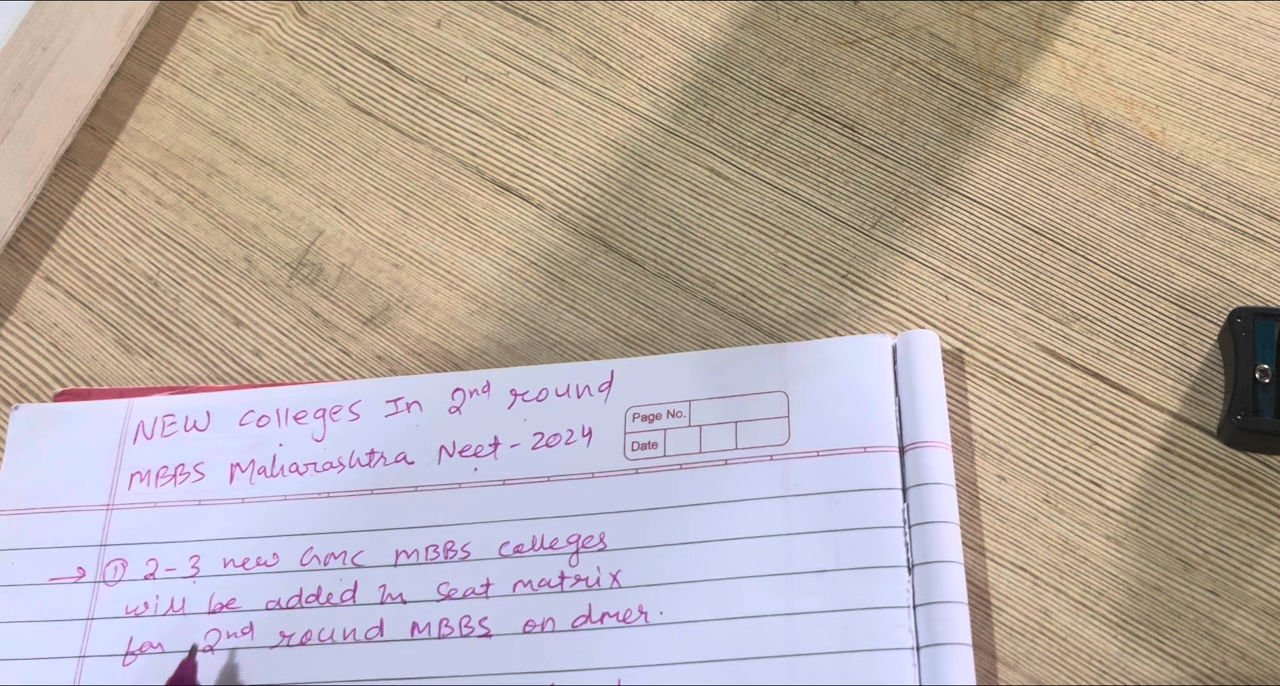 NEW Colleges In 2nd round
MBBS Maharashtra Neet-2024
Page No.
Date
→ ① 2-3 new GMC MBBS colleges
will be added in seat matrix
for 2nd round MBBS on dmer.